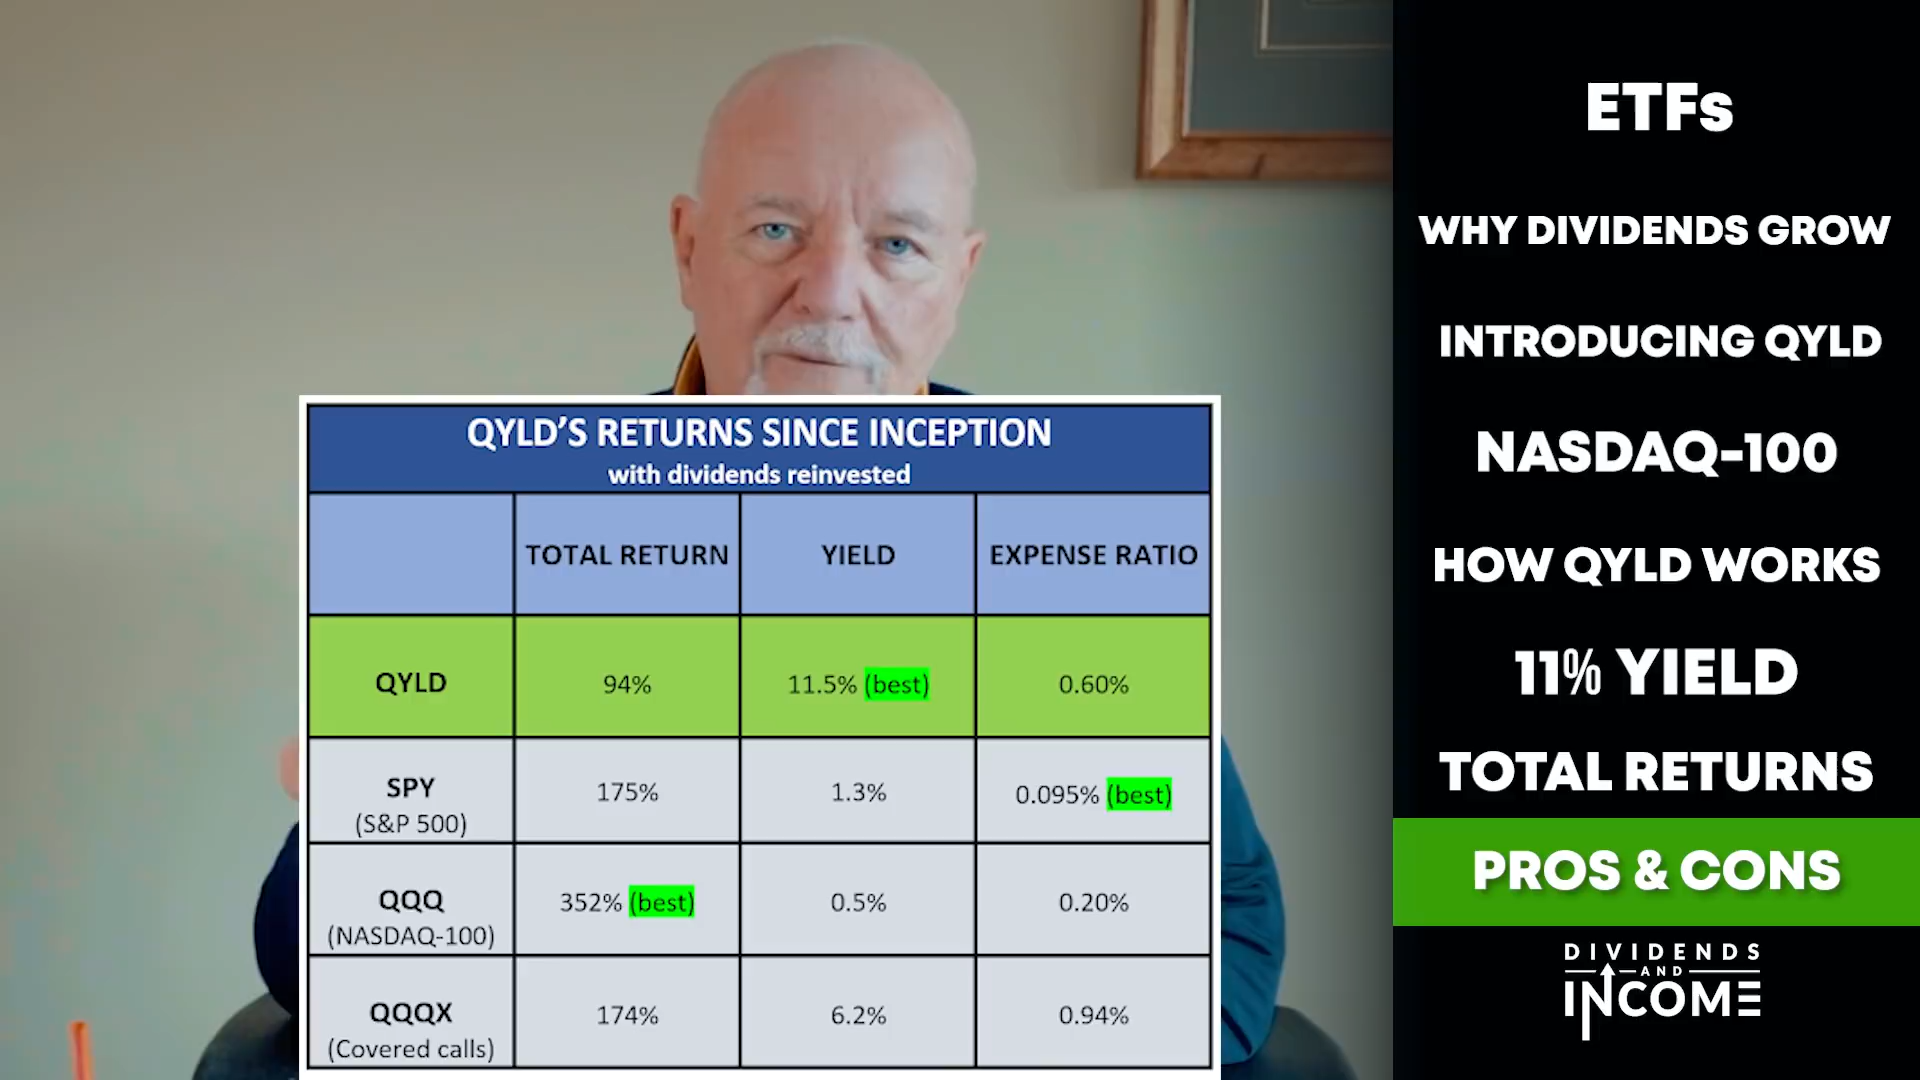 QYLD'S RETURNS SINCE INCEPTION
with dividends reinvested
TOTAL RETURN YIELD EXPENSE RATIO
QYLD 94% 11.5% (best) 0.60%
SPY
(S&P 500) 175% 1.3% 0.095% (best)
QQQ
(NASDAQ-100) 352% (best) 0.5% 0.20%
QQQX
(Covered calls) 174% 6.2% 0.94%
ETFs
WHY DIVIDENDS GROW
INTRODUCING QYLD
NASDAQ-100
HOW QYLD WORKS
11% YIELD
TOTAL RETURNS
PROS & CONS
DIVIDENDS
AND
INCOME